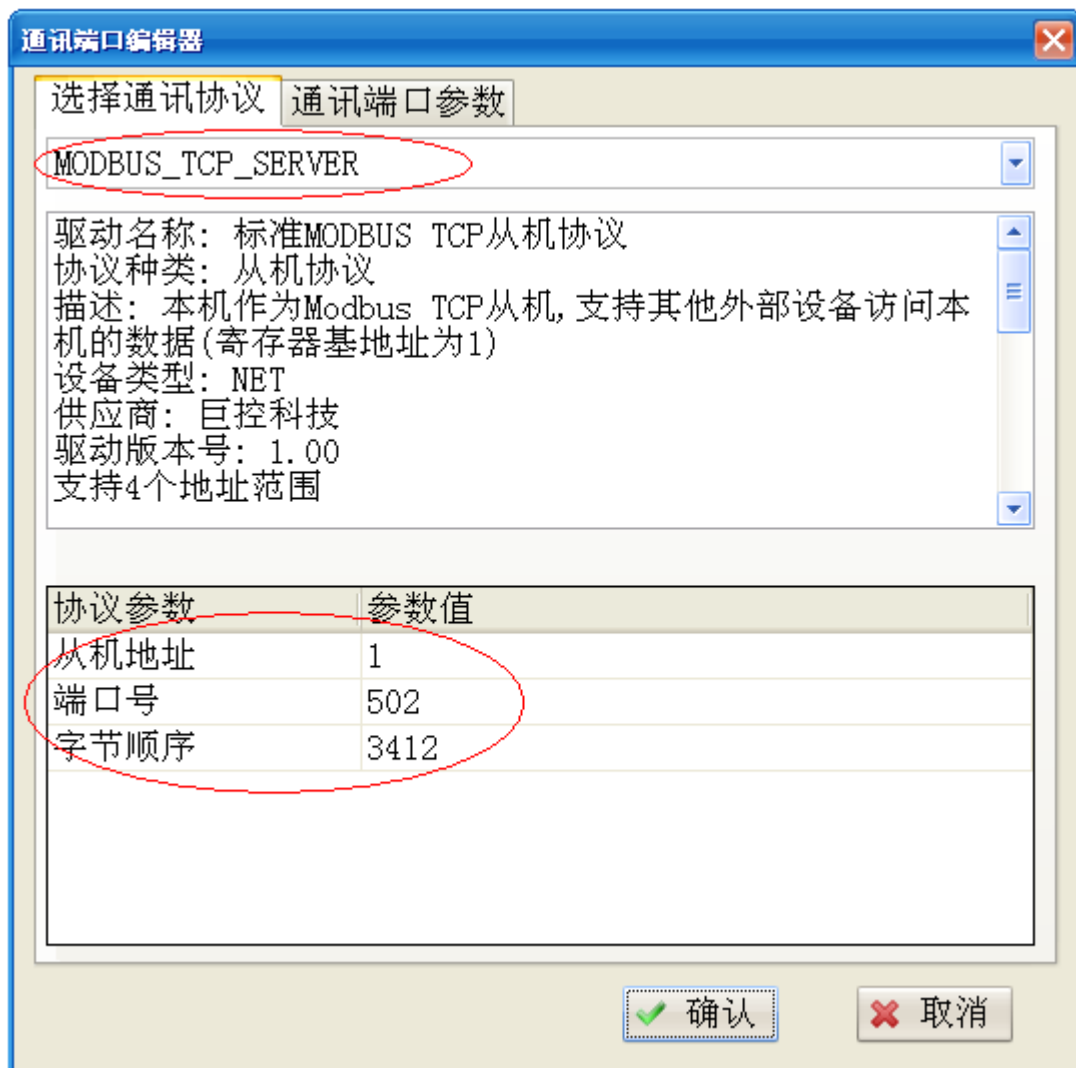 通讯端口编辑器
选择通讯协议 通讯端口参数
MODBUS_TCP_SERVER
驱动名称: 标准MODBUS TCP从机协议
协议种类: 从机协议
描述: 本机作为Modbus TCP从机,支持其他外部设备访问本
机的数据(寄存器基地址为1)
设备类型: NET
供应商: 巨控科技
驱动版本号: 1.00
支持4个地址范围
协议参数 参数值
从机地址 1
端口号 502
字节顺序 3412
确认 取消